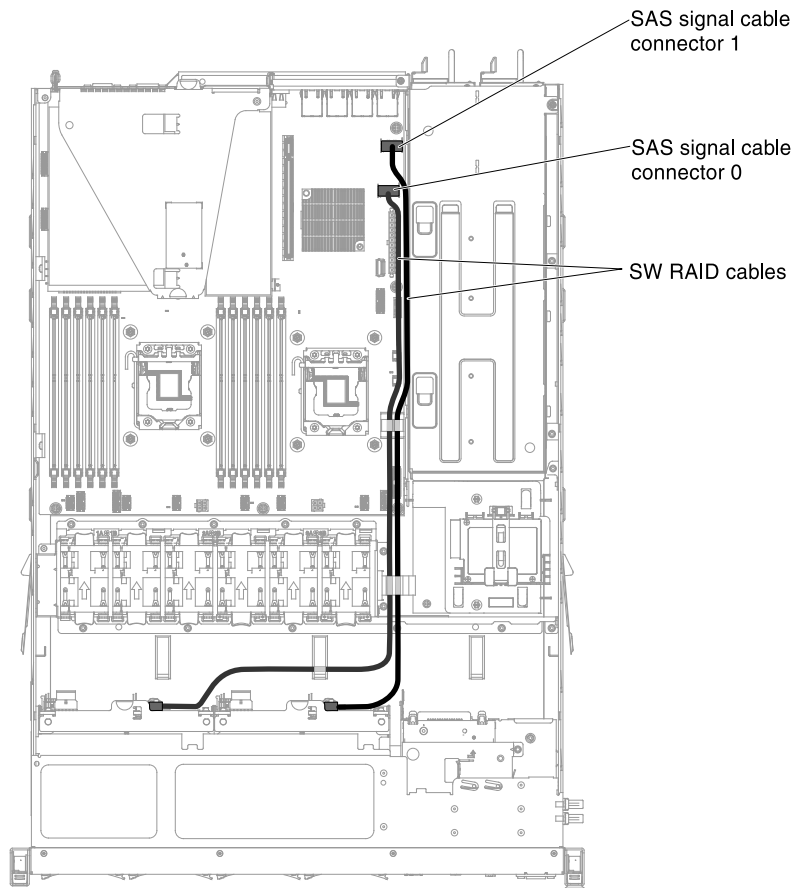 SAS signal cable
connector 1
SAS signal cable
connector 0
SW RAID cables